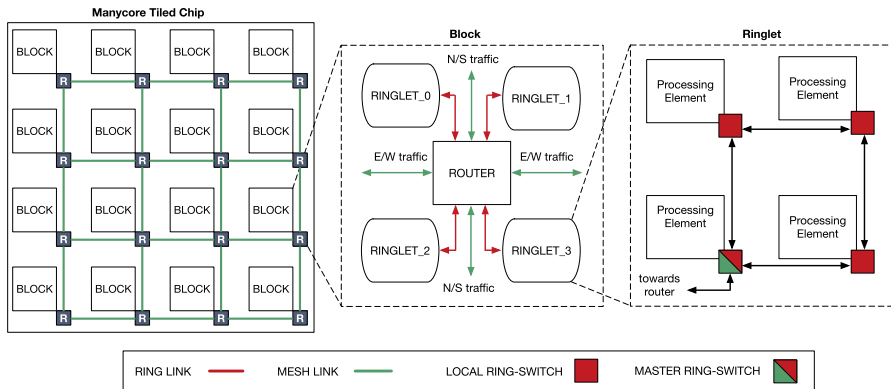 Manycore Tiled Chip
BLOCK BLOCK BLOCK BLOCK
R R R R
BLOCK BLOCK BLOCK BLOCK
R R R R
BLOCK BLOCK BLOCK BLOCK
R R R R
BLOCK BLOCK BLOCK BLOCK
R R R R
Block
N/S traffic
RINGLET_0
RINGLET_1
E/W traffic
E/W traffic
ROUTER
RINGLET_2
RINGLET_3
N/S traffic
Ringlet
Processing
Element
Processing
Element
Processing
Element
Processing
Element
towards
router
RING LINK
MESH LINK
LOCAL RING-SWITCH
MASTER RING-SWITCH